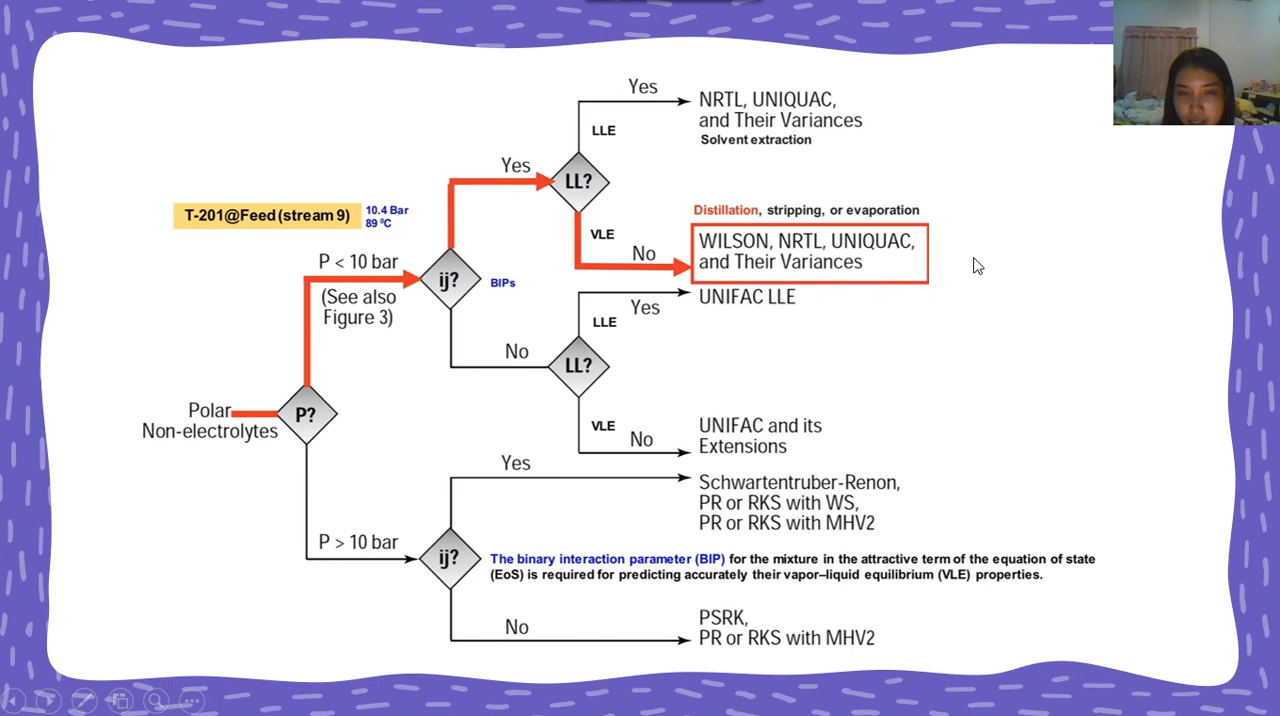 Yes
NRTL, UNIQUAC,
and Their Variances
Solvent extraction
LLE
Yes
LL?
T-201@Feed (stream 9)
10.4 Bar
89 ⁰C
Distillation, stripping, or evaporation
VLE
No
WILSON, NRTL, UNIQUAC,
and Their Variances
P < 10 bar
(See also
Figure 3)
ij?
BIPs
UNIFAC LLE
Yes
LLE
No
LL?
Polar
Non-electrolytes
P?
VLE
No
UNIFAC and its
Extensions
Yes
Schwartentruber-Renon,
PR or RKS with WS,
PR or RKS with MHV2
P > 10 bar
ij?
The binary interaction parameter (BIP) for the mixture in the attractive term of the equation of state
(EoS) is required for predicting accurately their vapor–liquid equilibrium (VLE) properties.
No
PSRK,
PR or RKS with MHV2